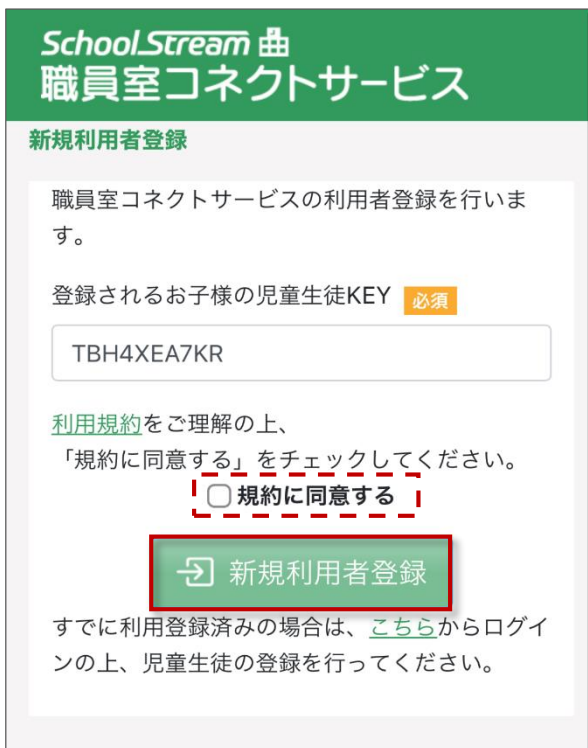 School Stream
職員室コネクトサービス
新規利用者登録
職員室コネクトサービスの利用者登録を行いま
す。
登録されるお子様の児童生徒KEY 必須
TBH4XEA7KR
利用規約をご理解の上、
「規約に同意する」をチェックしてください。
規約に同意する
新規利用者登録
すでに利用登録済みの場合は、こちらからログイ
ンの上、児童生徒の登録を行ってください。